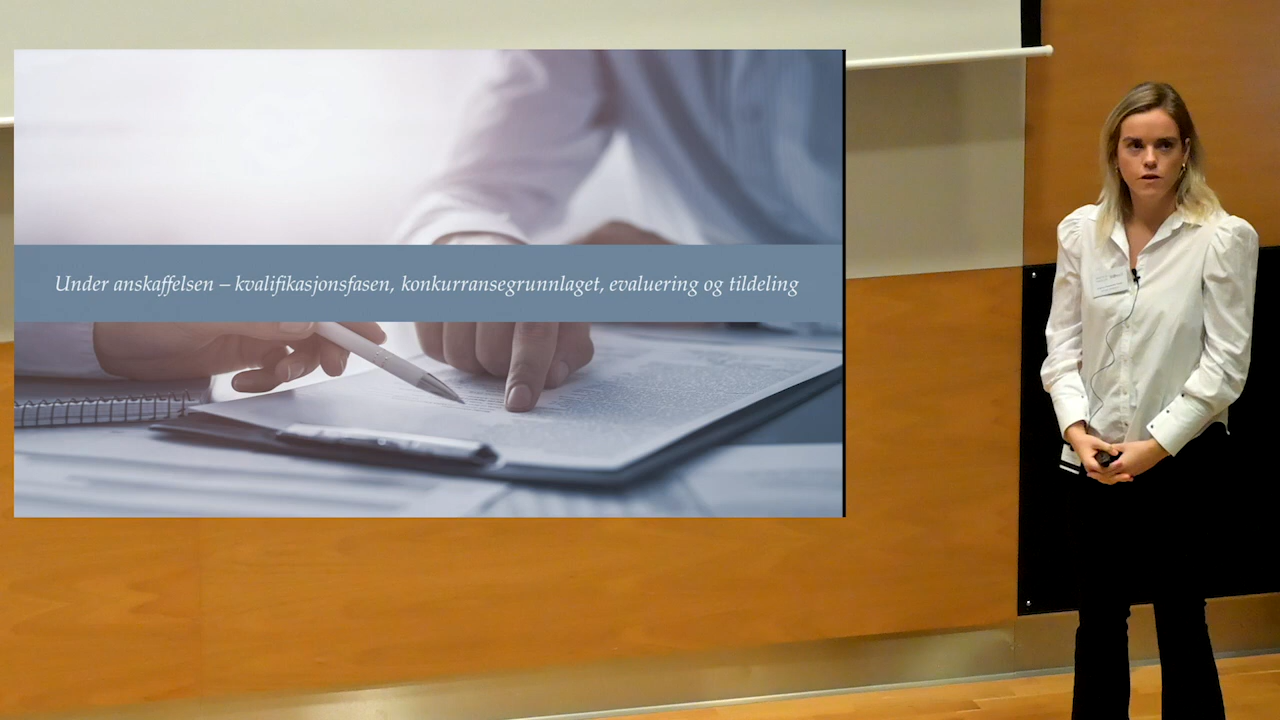 Under anskaffelsen – kvalifikasjonsfasen, konkurransegrunnlaget, evaluering og tildeling